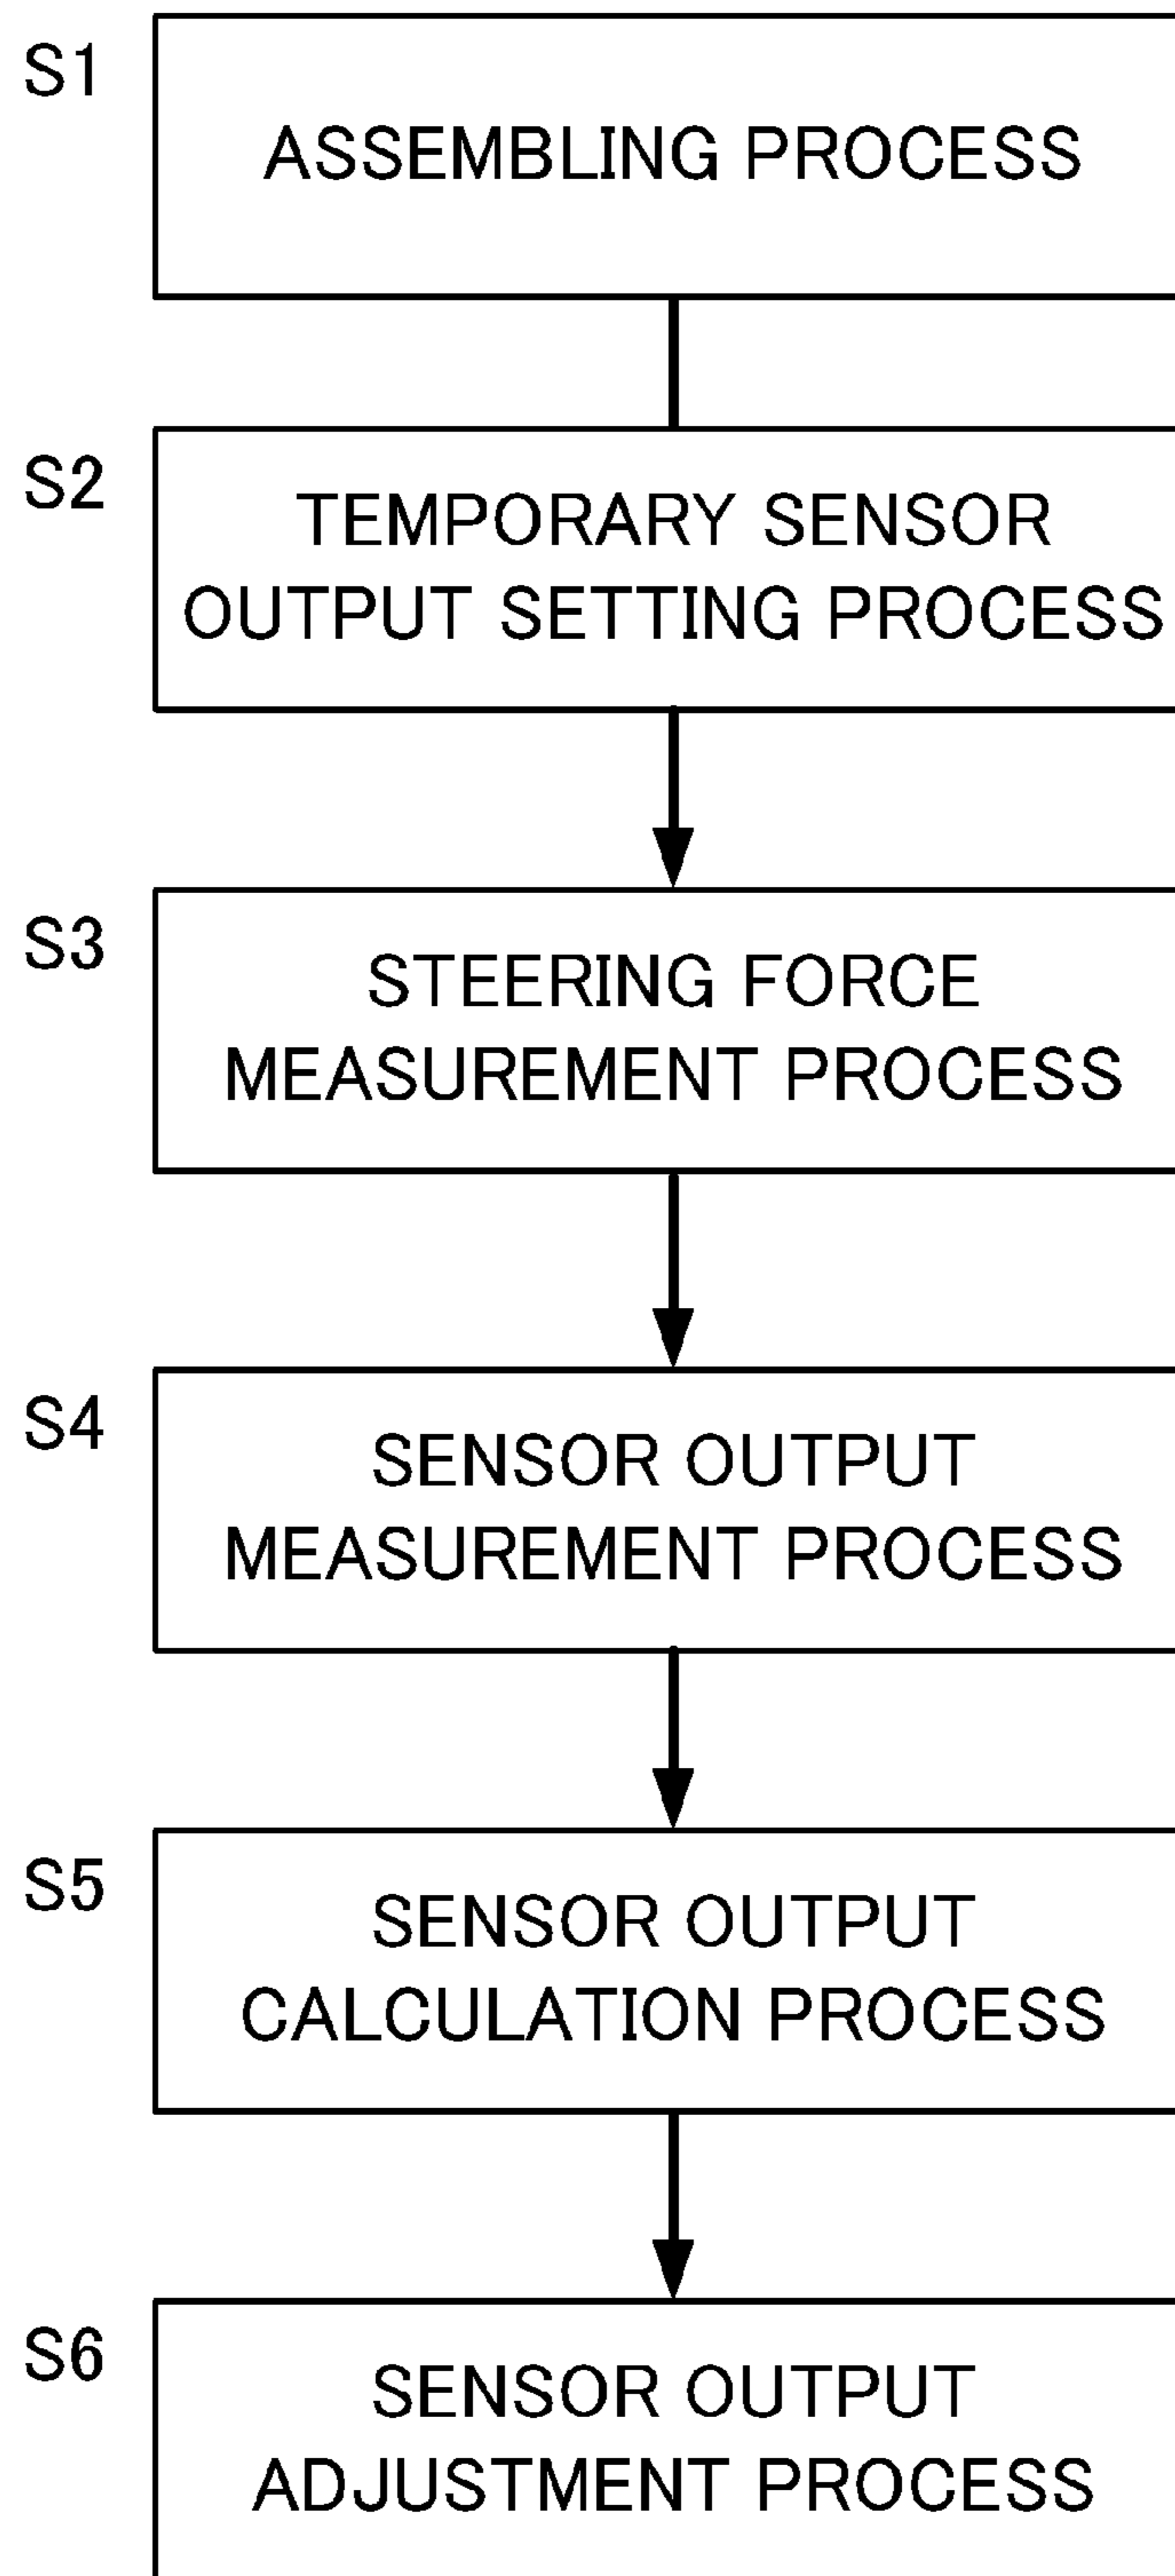 S1
ASSEMBLING PROCESS
S2
TEMPORARY SENSOR
OUTPUT SETTING PROCESS
S3
STEERING FORCE
MEASUREMENT PROCESS
S4
SENSOR OUTPUT
MEASUREMENT PROCESS
S5
SENSOR OUTPUT
CALCULATION PROCESS
S6
SENSOR OUTPUT
ADJUSTMENT PROCESS